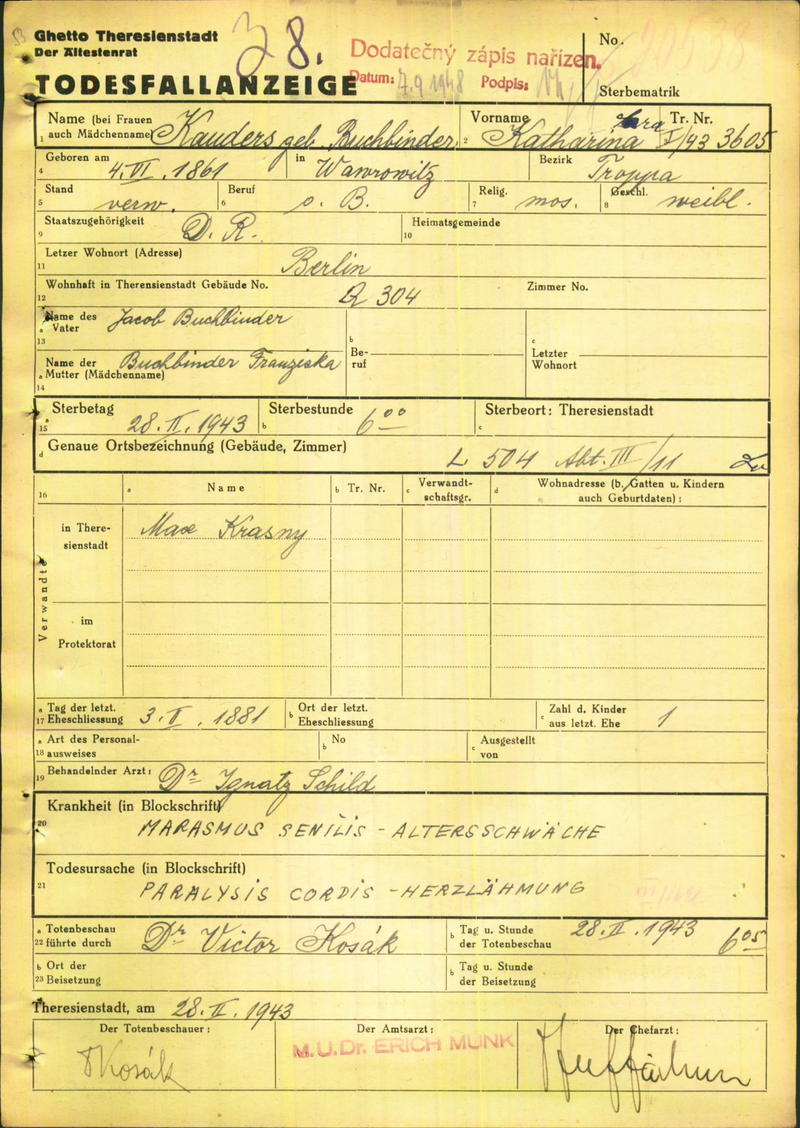 Ghetto Theresienstadt
Der Ältestenrat
TODESFALLANZEIGE
38.
Dodatečný zápis nařízen.
Datum: 7.9 1948 Podpis:
No.
Sterbematrik
Name (bei Frauen auch Mädchenname) Kauders geb. Buchbinder
Vorname Katharina Sara
Tr. Nr. I/93 3605
Geboren am 4. VI. 1861 in Wawrowitz Bezirk Troppa
Stand verw. Beruf o. B. Relig. mos. Geschl. weibl.
Staatszugehörigkeit D. R. Heimatsgemeinde
Letzer Wohnort (Adresse) Berlin
Wohnhaft in Theresienstadt Gebäude No. Q 304 Zimmer No.
Name des Vater Jacob Buchbinder
Name der Mutter (Mädchenname) Buchbinder Franziska
Beruf
Letzter Wohnort
Sterbetag 28. II. 1943 Sterbestunde 6 00 Sterbeort: Theresienstadt
Genaue Ortsbezeichnung (Gebäude, Zimmer) L 504 Abt. III/11
Name Tr. Nr. Verwandtschaftsgr. Wohnadresse (b. Gatten u. Kindern auch Geburtdaten):
Verwandte
in Theresienstadt Max Krasny
im Protektorat
Tag der letzt. Eheschliessung 3. V. 1881 Ort der letzt. Eheschliessung Zahl d. Kinder aus letzt. Ehe 1
Art des Personalausweises No Ausgestellt von
Behandelnder Arzt: Dr Ignatz Schild
Krankheit (in Blockschrift)
MARASMUS SENILIS - ALTERSSCHWÄCHE
Todesursache (in Blockschrift)
PARALYSIS CORDIS - HERZLÄHMUNG
Totenbeschau führte durch Dr Victor Kosák Tag u. Stunde der Totenbeschau 28. II. 1943 6 05
Ort der Beisetzung Tag u. Stunde der Beisetzung
Theresienstadt, am 28. II. 1943
Der Totenbeschauer: Der Amtsarzt: Der Chefarzt:
Kosák M.U.Dr. ERICH MUNK